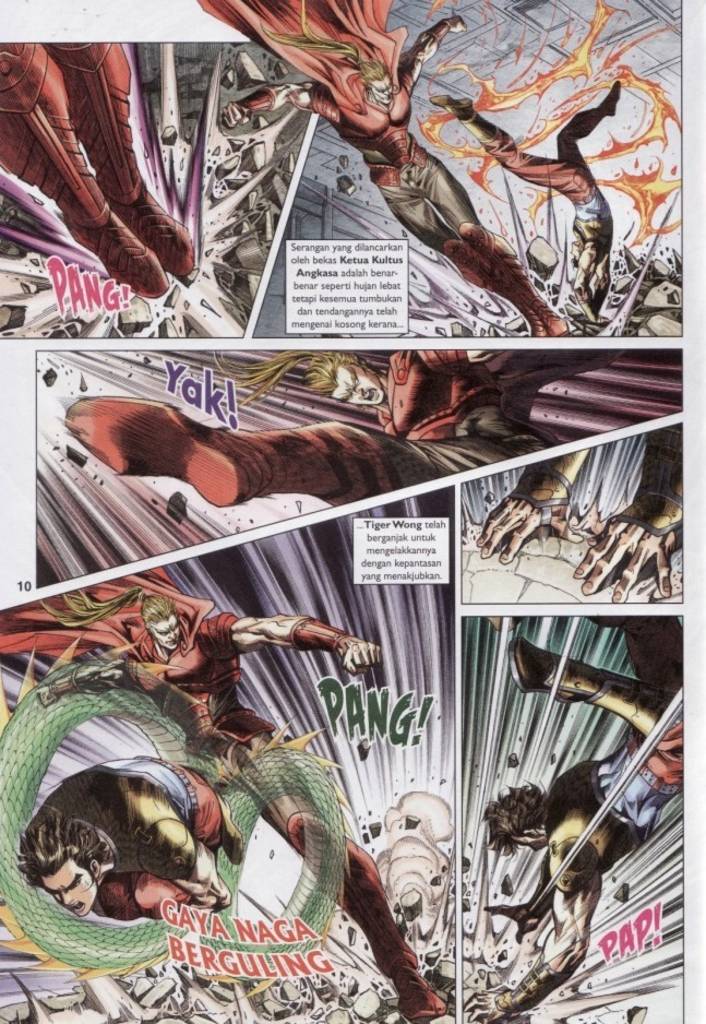 PANG!
Serangan yang dilancarkan
oleh bekas Ketua Kultus
Angkasa adalah benar-
benar seperti hujan lebat
tetapi kesemua tumbukan
dan tendangannya telah
mengenai kosong kerana...
Yak!
...Tiger Wong telah
berganjak untuk
mengelakkannya
dengan kepantasan
yang menakjubkan.
10
PANG!
GAYA NAGA
BERGULING
PAP!